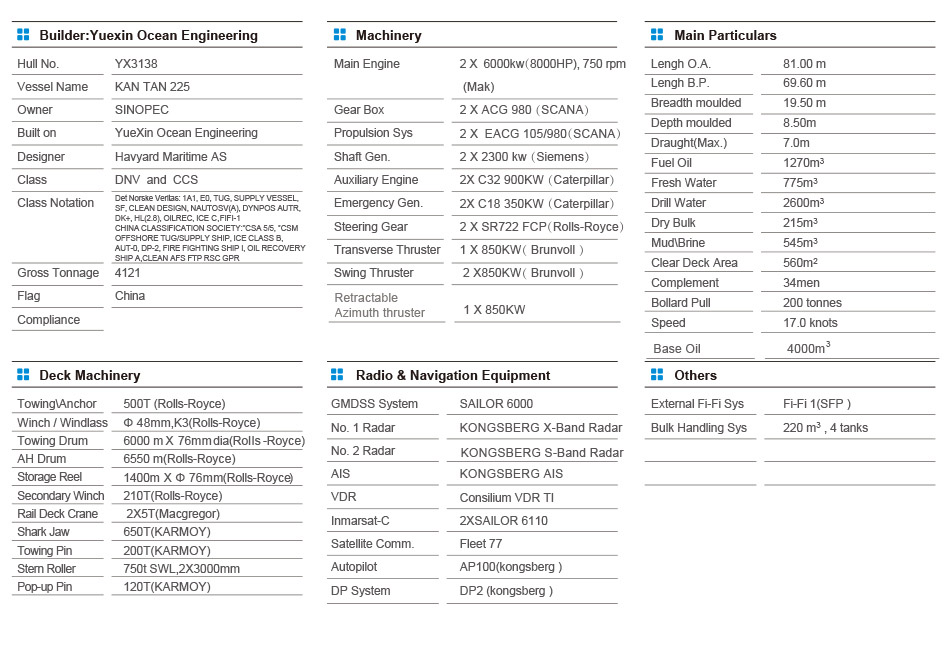 Builder:Yuexin Ocean Engineering
Hull No. YX3138
Vessel Name KAN TAN 225
Owner SINOPEC
Built on YueXin Ocean Engineering
Designer Havyard Maritime AS
Class DNV and CCS
Class Notation Det Norske Veritas: 1A1, E0, TUG, SUPPLY VESSEL,
SF, CLEAN DESIGN, NAUTOSV(A), DYNPOS AUTR,
DK+, HL(2.8), OILREC, ICE C,FIFI-1
CHINA CLASSIFICATION SOCIETY:*CSA 5/5, *CSM
OFFSHORE TUG/SUPPLY SHIP, ICE CLASS B,
AUT-0, DP-2, FIRE FIGHTING SHIP I, OIL RECOVERY
SHIP A,CLEAN AFS FTP RSC GPR
Gross Tonnage 4121
Flag China
Compliance
Machinery
Main Engine 2 X 6000kw(8000HP), 750 rpm
(Mak)
Gear Box 2 X ACG 980 (SCANA)
Propulsion Sys 2 X EACG 105/980(SCANA)
Shaft Gen. 2 X 2300 kw (Siemens)
Auxiliary Engine 2X C32 900KW (Caterpillar)
Emergency Gen. 2X C18 350KW (Caterpillar)
Steering Gear 2 X SR722 FCP(Rolls-Royce)
Transverse Thruster 1 X 850KW( Brunvoll )
Swing Thruster 2 X850KW( Brunvoll )
Retractable
Azimuth thruster 1 X 850KW
Main Particulars
Lengh O.A. 81.00 m
Lengh B.P. 69.60 m
Breadth moulded 19.50 m
Depth moulded 8.50m
Draught(Max.) 7.0m
Fuel Oil 1270m³
Fresh Water 775m³
Drill Water 2600m³
Dry Bulk 215m³
Mud\Brine 545m³
Clear Deck Area 560m²
Complement 34men
Bollard Pull 200 tonnes
Speed 17.0 knots
Base Oil 4000m³
Deck Machinery
Towing\Anchor 500T (Rolls-Royce)
Winch / Windlass Φ 48mm,K3(Rolls-Royce)
Towing Drum 6000 m X 76mm dia(Rolls -Royce)
AH Drum 6550 m(Rolls-Royce)
Storage Reel 1400m X Φ 76mm(Rolls-Royce)
Secondary Winch 210T(Rolls-Royce)
Rail Deck Crane 2X5T(Macgregor)
Shark Jaw 650T(KARMOY)
Towing Pin 200T(KARMOY)
Stern Roller 750t SWL,2X3000mm
Pop-up Pin 120T(KARMOY)
Radio & Navigation Equipment
GMDSS System SAILOR 6000
No. 1 Radar KONGSBERG X-Band Radar
No. 2 Radar KONGSBERG S-Band Radar
AIS KONGSBERG AIS
VDR Consilium VDR TI
Inmarsat-C 2XSAILOR 6110
Satellite Comm. Fleet 77
Autopilot AP100(kongsberg )
DP System DP2 (kongsberg )
Others
External Fi-Fi Sys Fi-Fi 1(SFP )
Bulk Handling Sys 220 m³ , 4 tanks